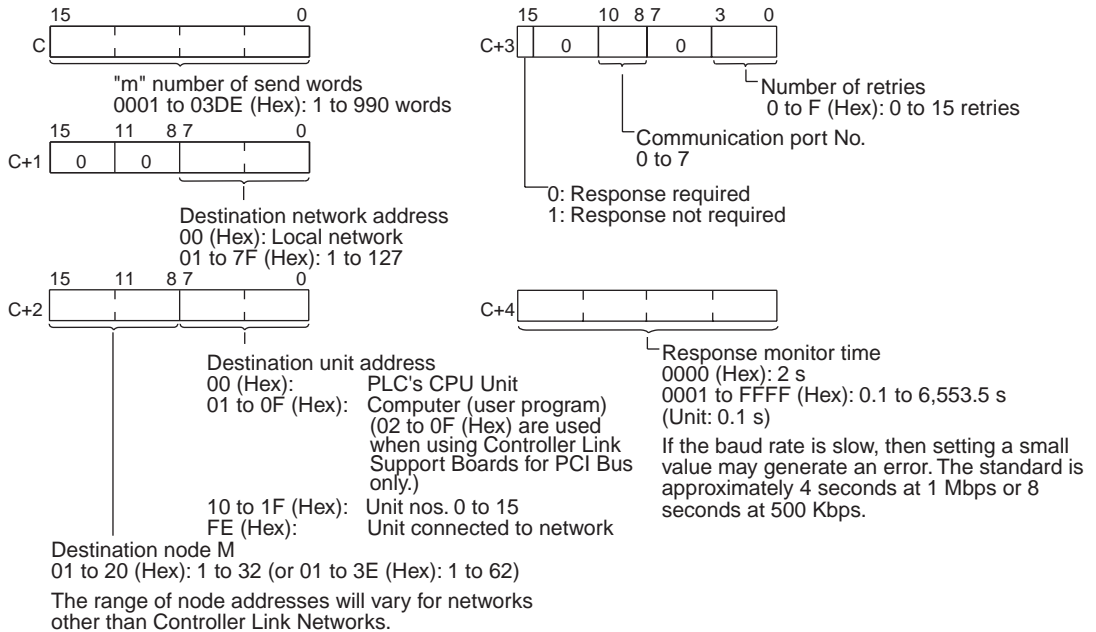 15 0
C
"m" number of send words
0001 to 03DE (Hex): 1 to 990 words
15 11 8 7 0
C+1 0 0
Destination network address
00 (Hex): Local network
01 to 7F (Hex): 1 to 127
15 11 8 7 0
C+2
Destination unit address
00 (Hex): PLC's CPU Unit
01 to 0F (Hex): Computer (user program)
(02 to 0F (Hex) are used
when using Controller Link
Support Boards for PCI Bus
only.)
10 to 1F (Hex): Unit nos. 0 to 15
FE (Hex): Unit connected to network
Destination node M
01 to 20 (Hex): 1 to 32 (or 01 to 3E (Hex): 1 to 62)
The range of node addresses will vary for networks
other than Controller Link Networks.
15 10 8 7 3 0
C+3 0 0
Number of retries
0 to F (Hex): 0 to 15 retries
Communication port No.
0 to 7
0: Response required
1: Response not required
C+4
Response monitor time
0000 (Hex): 2 s
0001 to FFFF (Hex): 0.1 to 6,553.5 s
(Unit: 0.1 s)
If the baud rate is slow, then setting a small
value may generate an error. The standard is
approximately 4 seconds at 1 Mbps or 8
seconds at 500 Kbps.